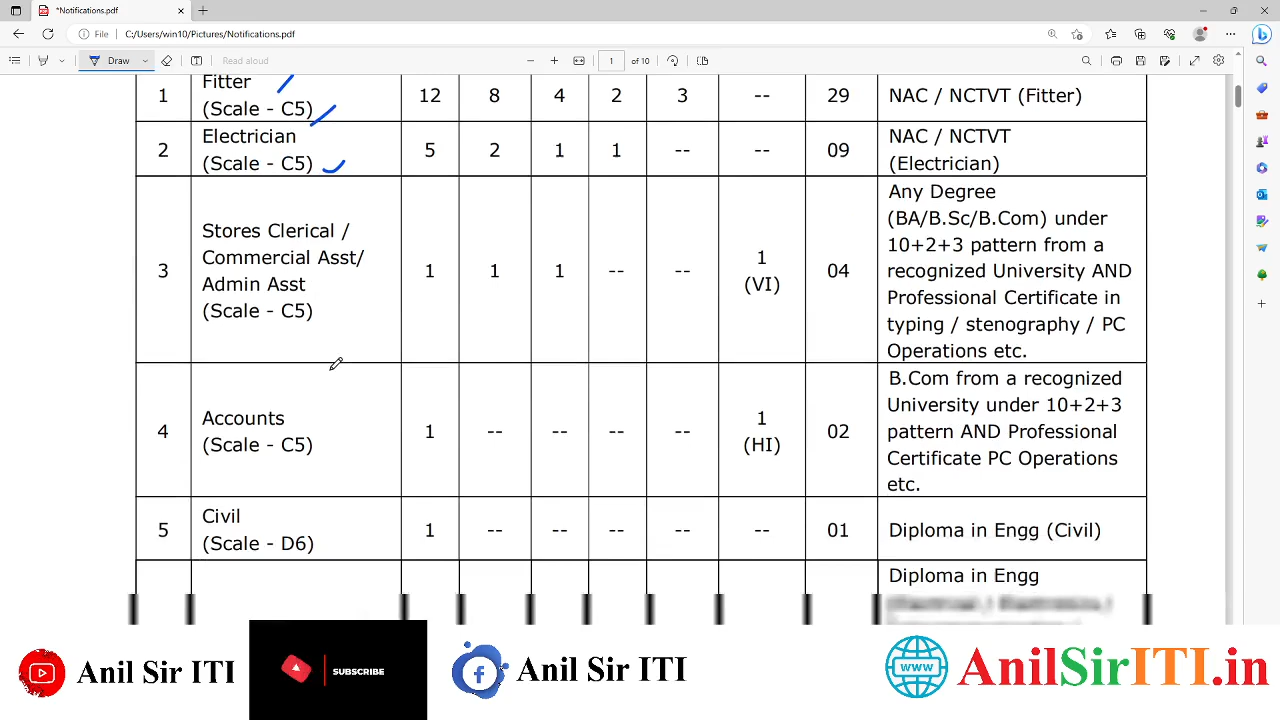 *Notifications.pdf
File
C:/Users/win10/Pictures/Notifications.pdf
Draw
Read aloud
1
of 10
1
Fitter
(Scale - C5)
12
8
4
2
3
--
29
NAC / NCTVT (Fitter)
2
Electrician
(Scale - C5)
5
2
1
1
--
--
09
NAC / NCTVT
(Electrician)
3
Stores Clerical /
Commercial Asst/
Admin Asst
(Scale - C5)
1
1
1
--
--
1
(VI)
04
Any Degree
(BA/B.Sc/B.Com) under
10+2+3 pattern from a
recognized University AND
Professional Certificate in
typing / stenography / PC
Operations etc.
4
Accounts
(Scale - C5)
1
--
--
--
--
1
(HI)
02
B.Com from a recognized
University under 10+2+3
pattern AND Professional
Certificate PC Operations
etc.
5
Civil
(Scale - D6)
1
--
--
--
--
--
01
Diploma in Engg (Civil)
Diploma in Engg
Anil Sir ITI
SUBSCRIBE
Anil Sir ITI
www
AnilSirITI.in